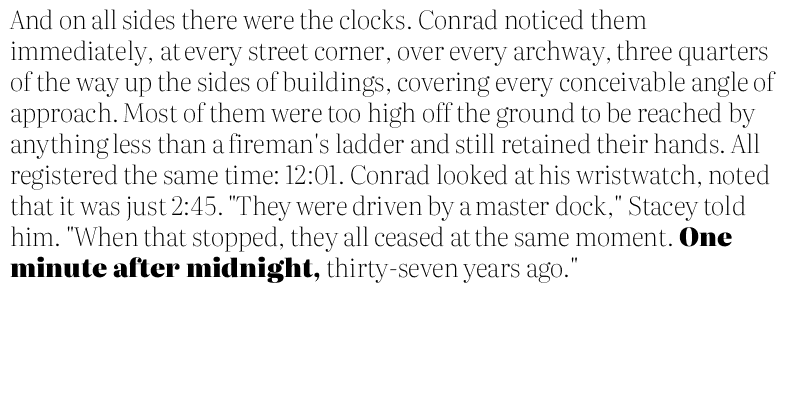 And on all sides there were the clocks. Conrad noticed them
immediately, at every street corner, over every archway, three quarters
of the way up the sides of buildings, covering every conceivable angle of
approach. Most of them were too high off the ground to be reached by
anything less than a fireman's ladder and still retained their hands. All
registered the same time: 12:01. Conrad looked at his wristwatch, noted
that it was just 2:45. "They were driven by a master dock," Stacey told
him. "When that stopped, they all ceased at the same moment. One
minute after midnight, thirty-seven years ago."